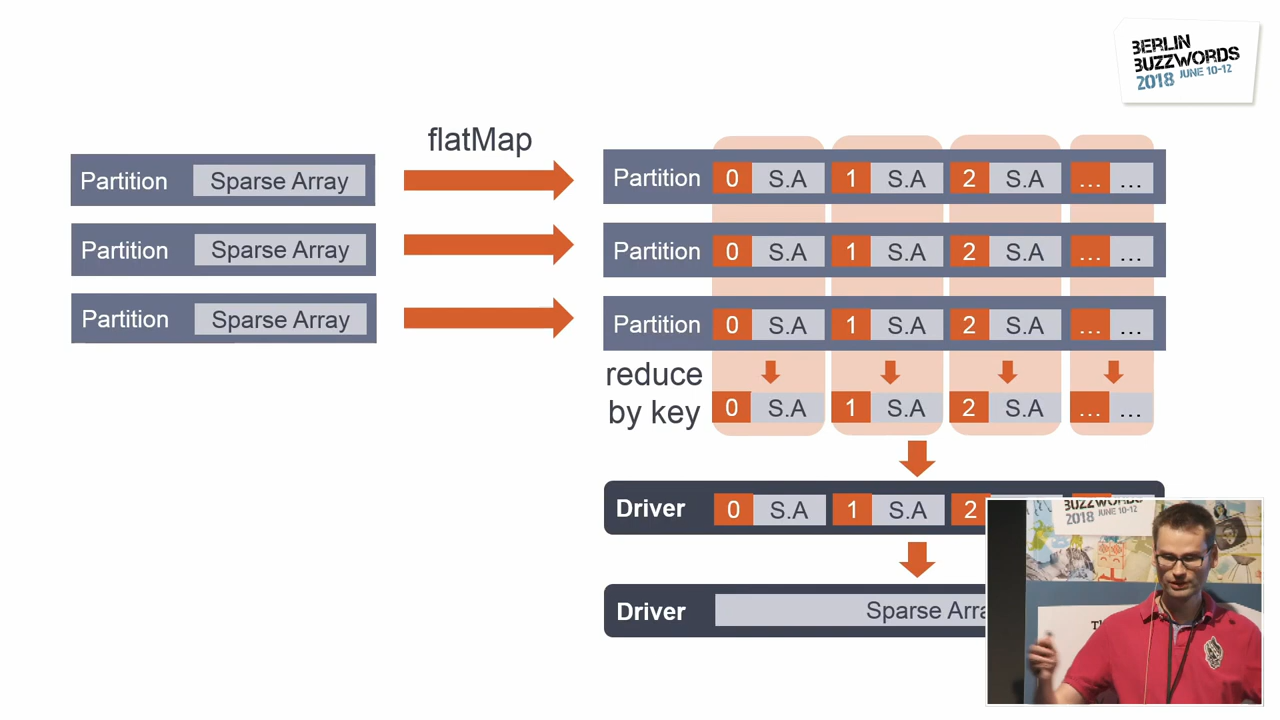 BERLIN
BUZZWORDS
2018 JUNE 10-12
flatMap
Partition Sparse Array
Partition 0 S.A 1 S.A 2 S.A ... ...
Partition Sparse Array
Partition 0 S.A 1 S.A 2 S.A ... ...
Partition Sparse Array
Partition 0 S.A 1 S.A 2 S.A ... ...
reduce
by key
0 S.A 1 S.A 2 S.A ... ...
Driver 0 S.A 1 S.A 2
Driver Sparse Arra
BUZZWORDS
2018 JUNE 10-12